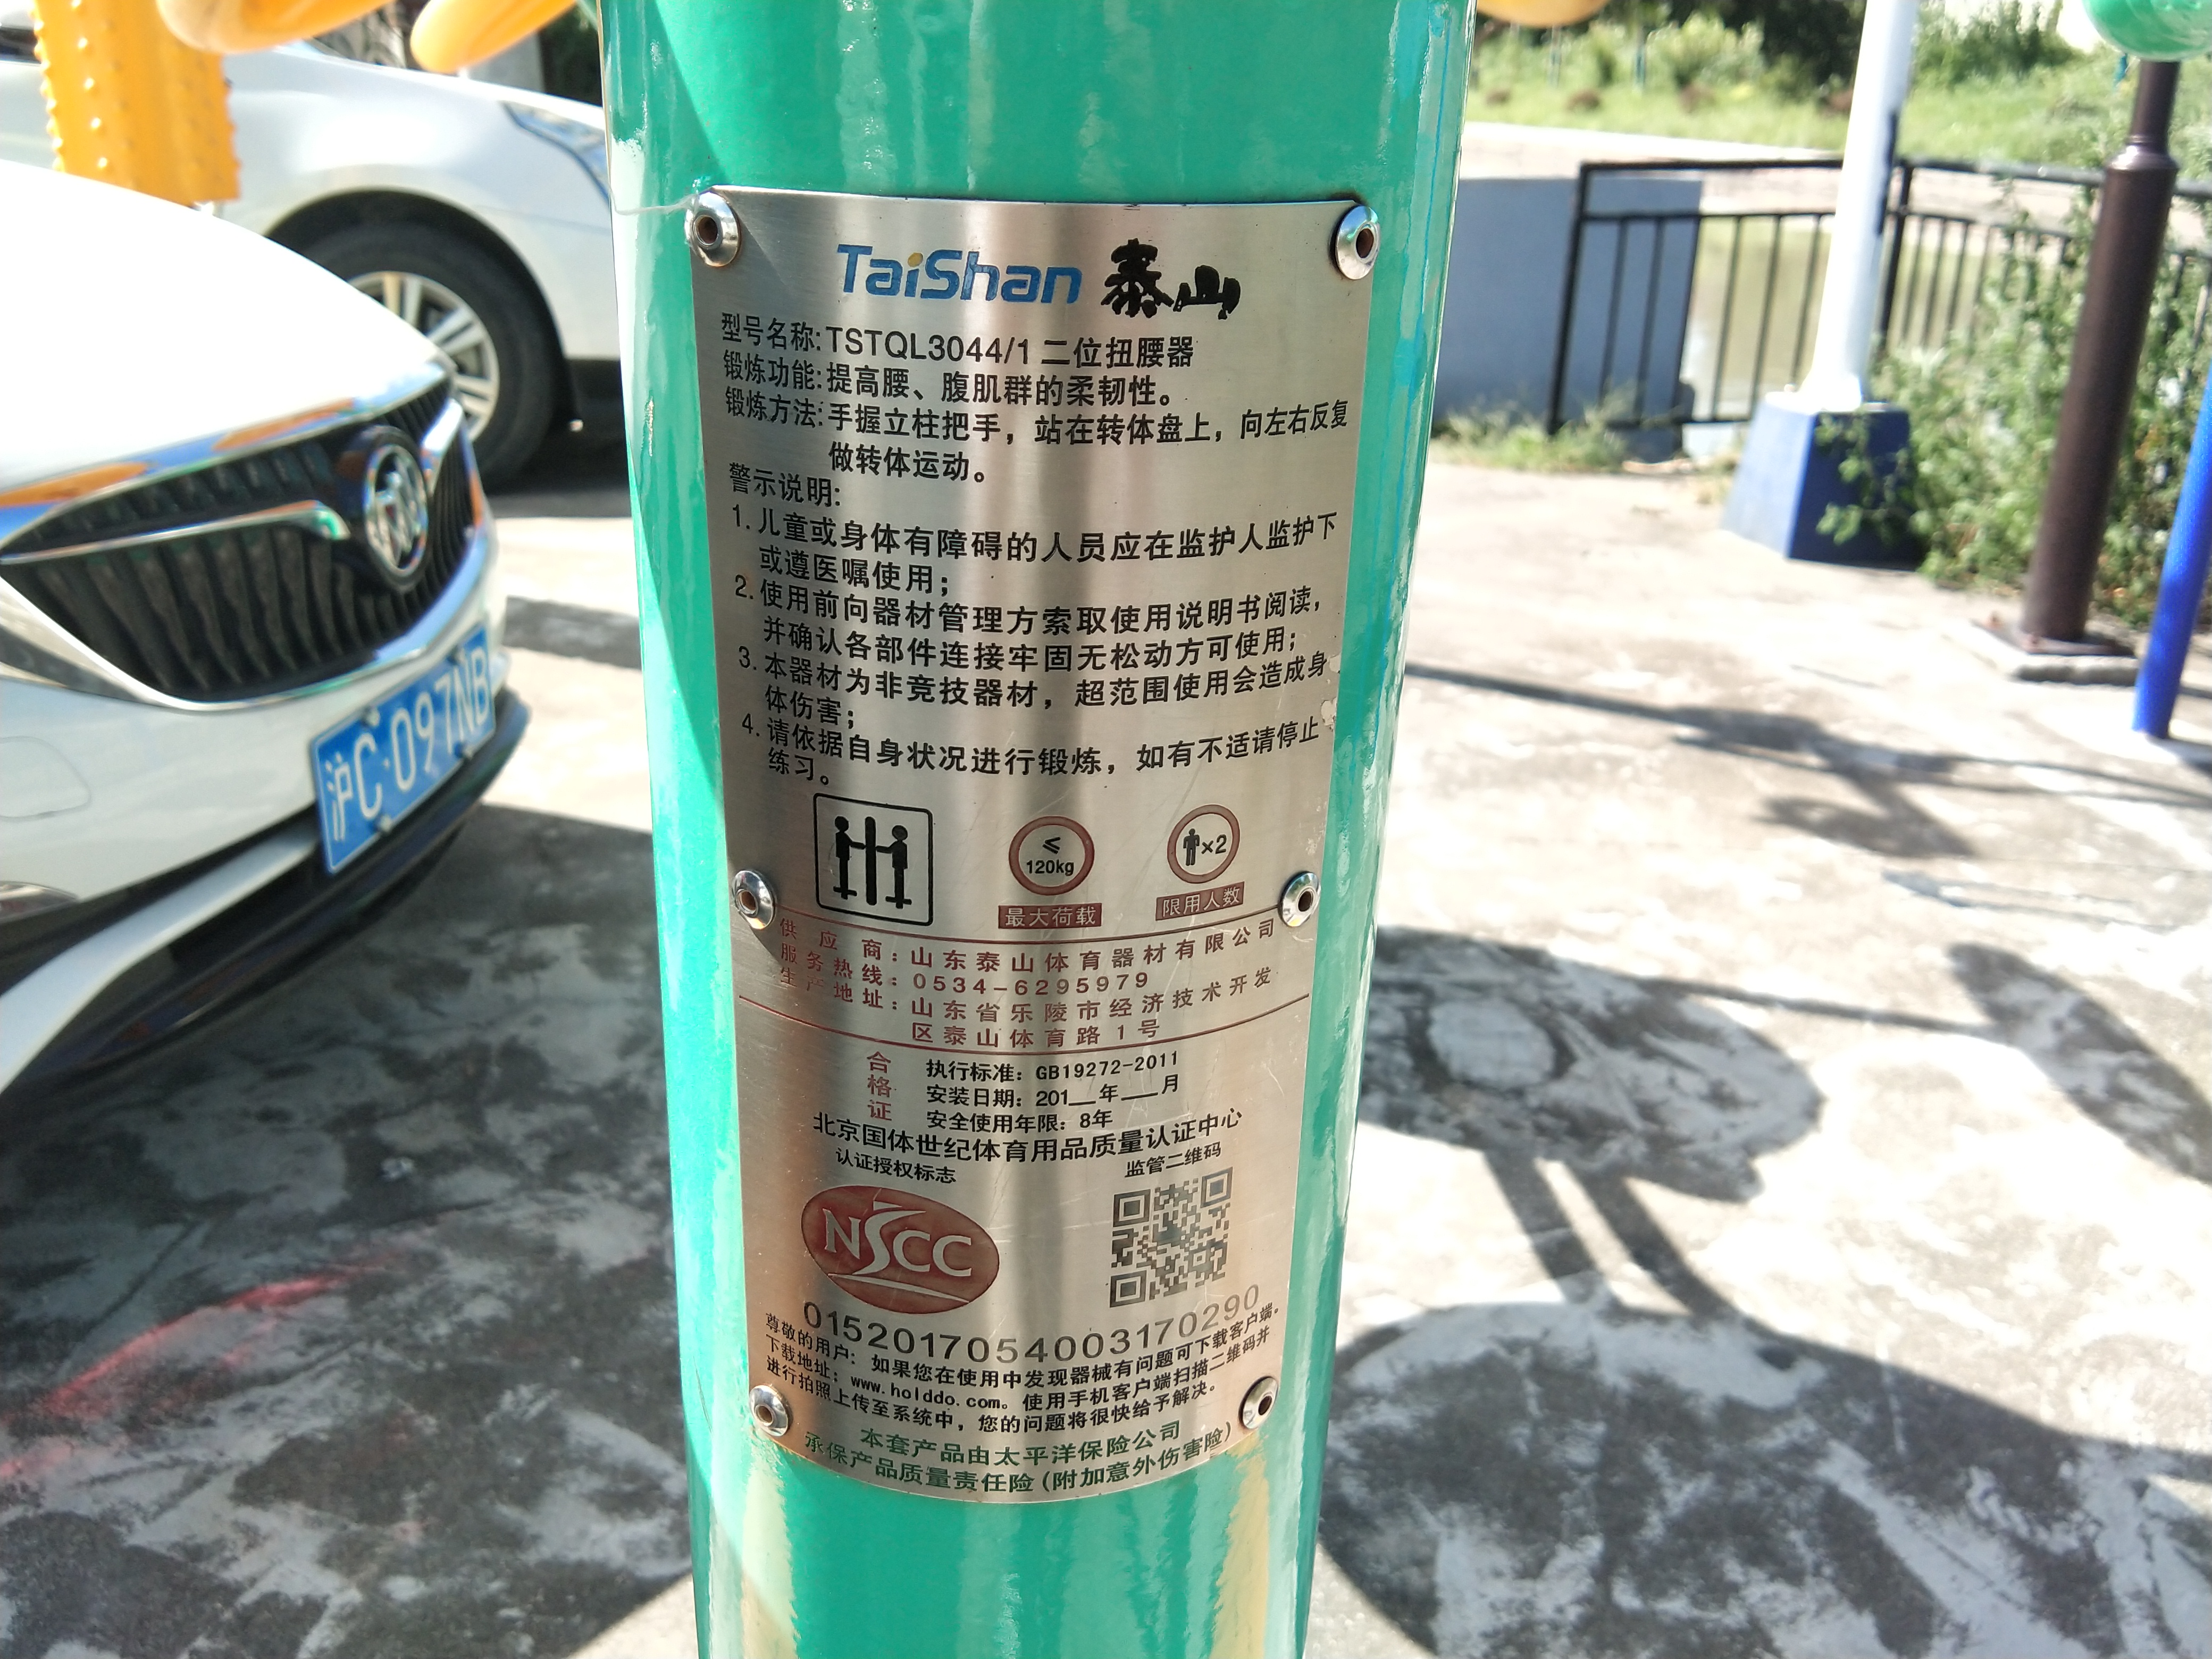 TaiShan 泰山
型号名称：TSTQL3044/1 二位扭腰器
锻炼功能：提高腰、腹肌群的柔韧性。
锻炼方法：手握立柱把手，站在转体盘上，向左右反复
做转体运动。
警示说明：
1. 儿童或身体有障碍的人员应在监护人监护下
或遵医嘱使用；
2. 使用前向器材管理方索取使用说明书阅读，
并确认各部件连接牢固无松动方可使用；
3. 本器材为非竞技器材，超范围使用会造成身
体伤害；
4. 请依据自身状况进行锻炼，如有不适请停止
练习。
≤
120kg
×2
最大荷载
限用人数
供应商：山东泰山体育器材有限公司
服务热线：0534-6295979
生产地址：山东省乐陵市经济技术开发
区泰山体育路1号
合格证
执行标准：GB19272-2011
安装日期：201__年___月
安全使用年限：8年
北京国体世纪体育用品质量认证中心
认证授权标志
监管二维码
NSCC
0152017054003170290
尊敬的用户：如果您在使用中发现器械有问题可下载客户端。
下载地址：www.holddo.com。使用手机客户端扫描二维码并
进行拍照上传至系统中，您的问题将很快给予解决。
本套产品由太平洋保险公司
承保产品质量责任险(附加意外伤害险)
沪C·097NB